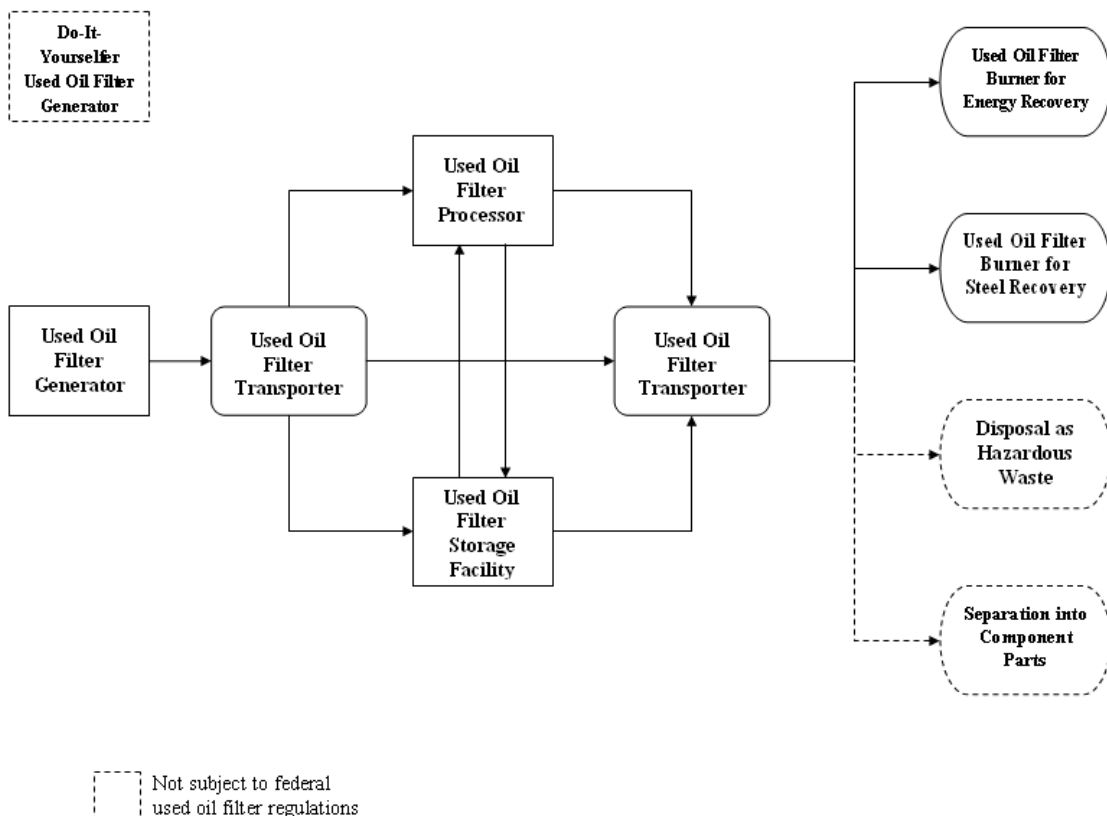 Do-It-
Yourselfer
Used Oil Filter
Generator
Used Oil Filter
Burner for
Energy Recovery
Used Oil
Filter
Processor
Used Oil Filter
Burner for
Steel Recovery
Used Oil
Filter
Generator
Used Oil
Filter
Transporter
Used Oil
Filter
Transporter
Disposal as
Hazardous
Waste
Used Oil
Filter
Storage
Facility
Separation into
Component
Parts
Not subject to federal
used oil filter regulations